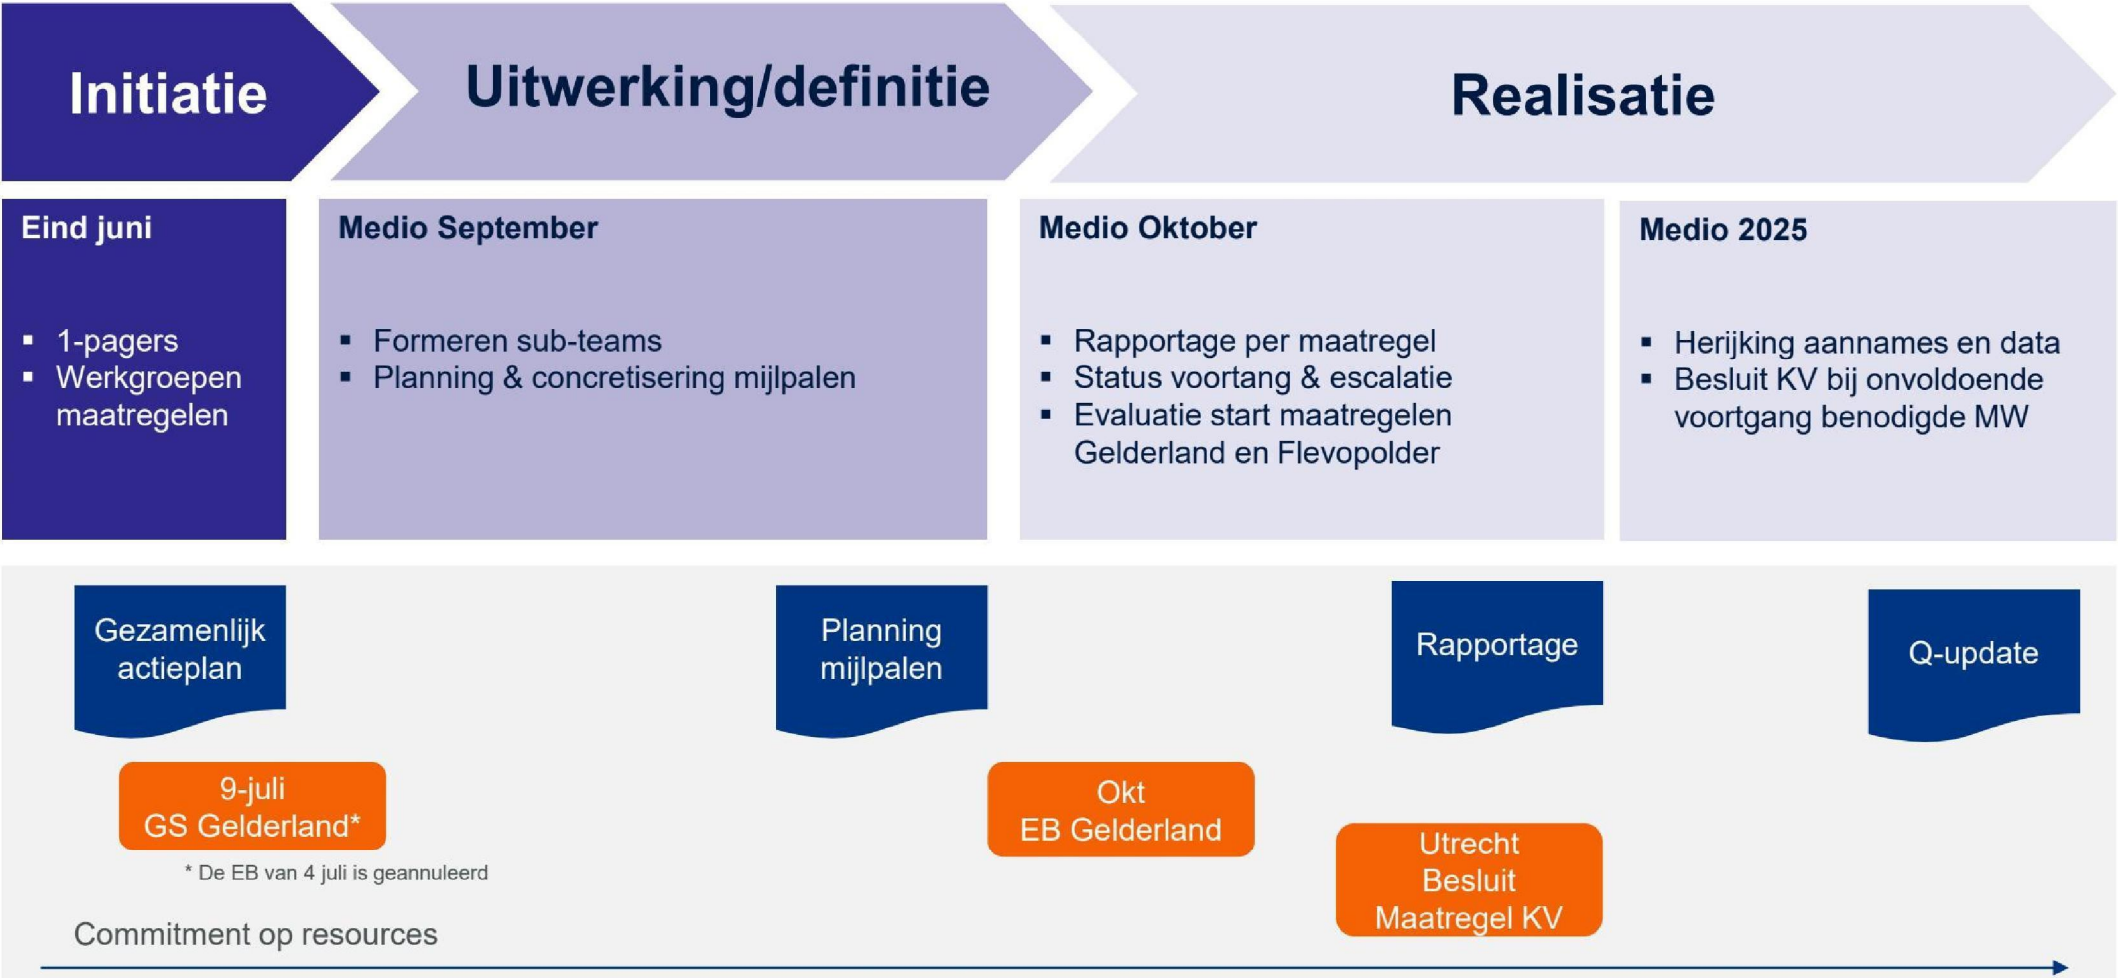 Initiatie
Uitwerking/definitie
Realisatie
Eind juni
▪ 1-pagers
▪ Werkgroepen
maatregelen
Medio September
▪ Formeren sub-teams
▪ Planning & concretisering mijlpalen
Medio Oktober
▪ Rapportage per maatregel
▪ Status voortang & escalatie
▪ Evaluatie start maatregelen
Gelderland en Flevopolder
Medio 2025
▪ Herijking aannames en data
▪ Besluit KV bij onvoldoende
voortgang benodigde MW
Gezamenlijk
actieplan
Planning
mijlpalen
Rapportage
Q-update
9-juli
GS Gelderland*
* De EB van 4 juli is geannuleerd
Okt
EB Gelderland
Utrecht
Besluit
Maatregel KV
Commitment op resources